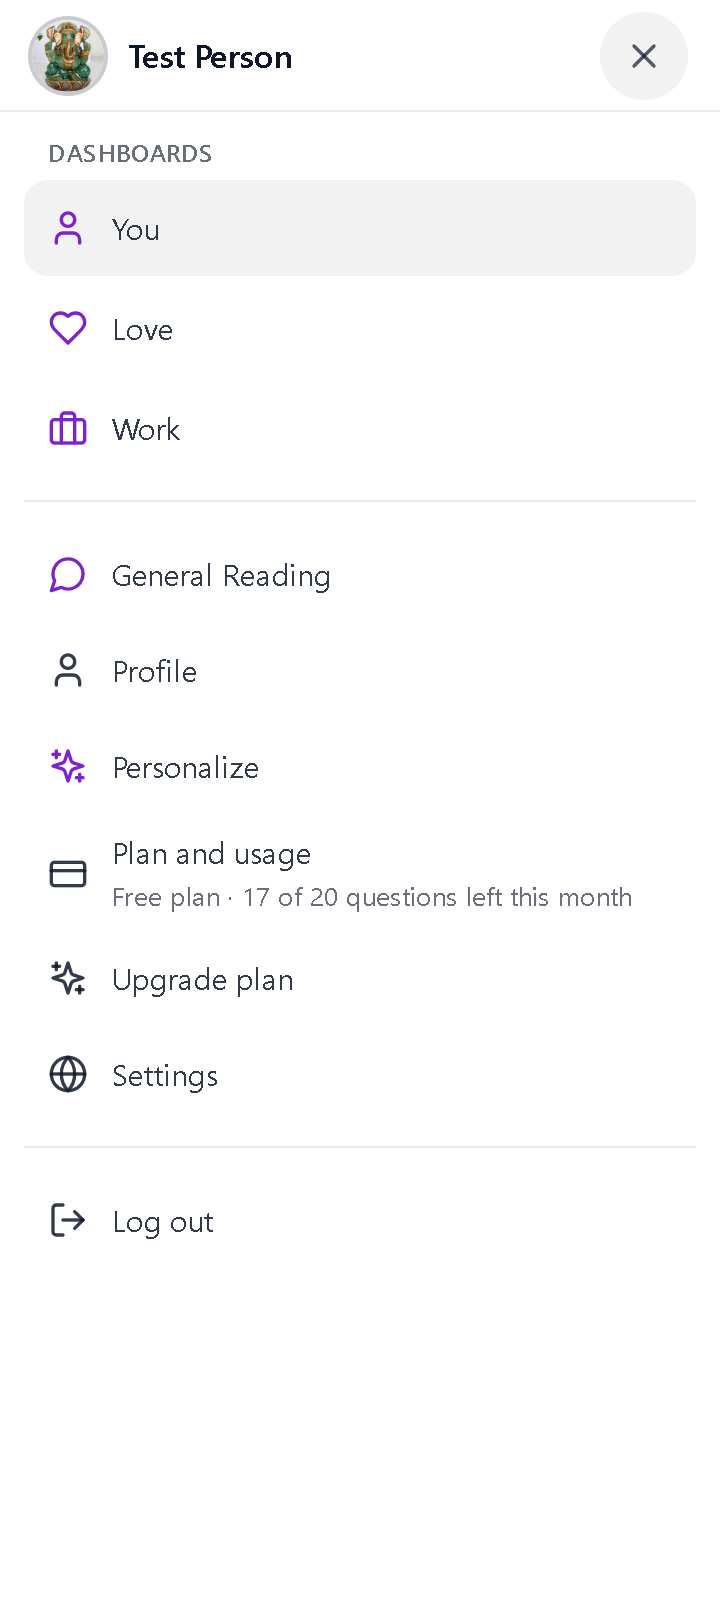 Test Person
DASHBOARDS
You
Love
Work
General Reading
Profile
Personalize
Plan and usage
Free plan · 17 of 20 questions left this month
Upgrade plan
Settings
Log out